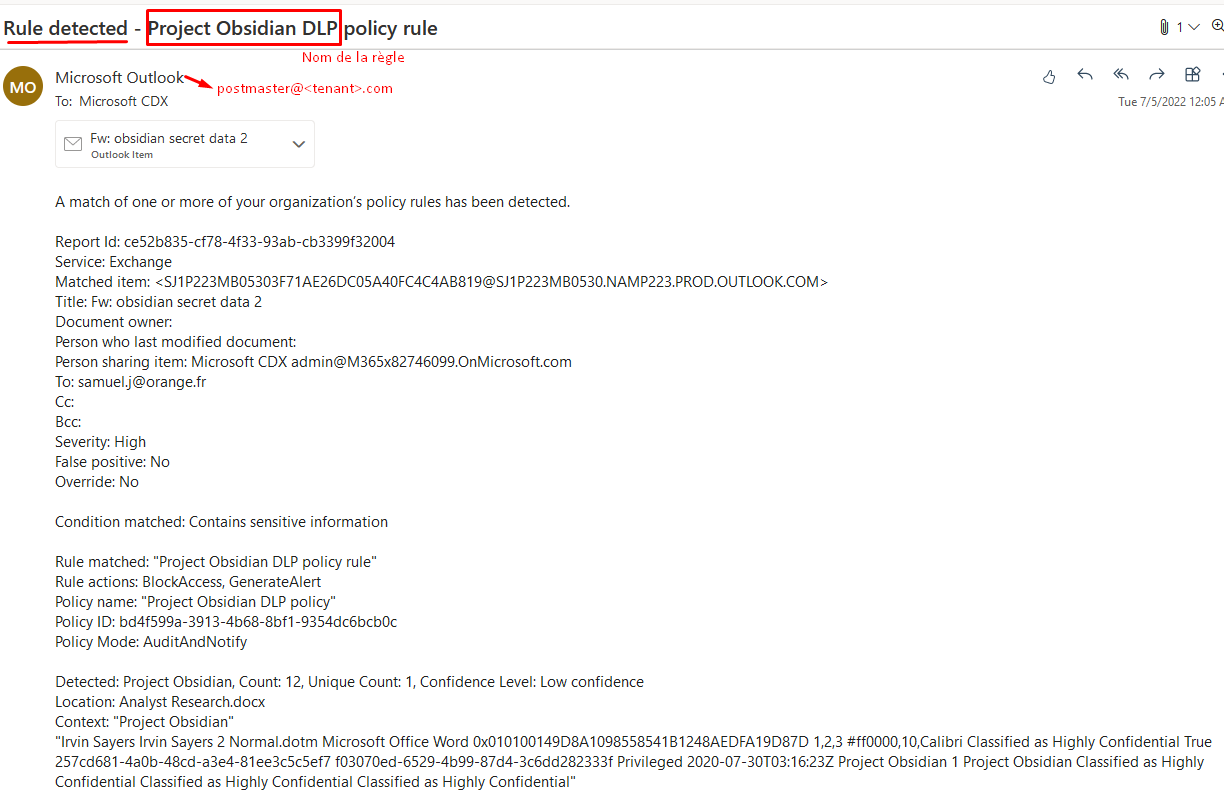 Rule detected - Project Obsidian DLP policy rule
1
Nom de la règle
MO
Microsoft Outlook
postmaster@<tenant>.com
To: Microsoft CDX
Tue 7/5/2022 12:05 A
Fw: obsidian secret data 2
Outlook Item
A match of one or more of your organization's policy rules has been detected.
Report Id: ce52b835-cf78-4f33-93ab-cb3399f32004
Service: Exchange
Matched item: <SJ1P223MB05303F71AE26DC05A40FC4C4AB819@SJ1P223MB0530.NAMP223.PROD.OUTLOOK.COM>
Title: Fw: obsidian secret data 2
Document owner:
Person who last modified document:
Person sharing item: Microsoft CDX admin@M365x82746099.OnMicrosoft.com
To: samuel.j@orange.fr
Cc:
Bcc:
Severity: High
False positive: No
Override: No
Condition matched: Contains sensitive information
Rule matched: "Project Obsidian DLP policy rule"
Rule actions: BlockAccess, GenerateAlert
Policy name: "Project Obsidian DLP policy"
Policy ID: bd4f599a-3913-4b68-8bf1-9354dc6bcb0c
Policy Mode: AuditAndNotify
Detected: Project Obsidian, Count: 12, Unique Count: 1, Confidence Level: Low confidence
Location: Analyst Research.docx
Context: "Project Obsidian"
"Irvin Sayers Irvin Sayers 2 Normal.dotm Microsoft Office Word 0x010100149D8A1098558541B1248AEDFA19D87D 1,2,3 #ff0000,10,Calibri Classified as Highly Confidential True
257cd681-4a0b-48cd-a3e4-81ee3c5c5ef7 f03070ed-6529-4b99-87d4-3c6dd282333f Privileged 2020-07-30T03:16:23Z Project Obsidian 1 Project Obsidian Classified as Highly
Confidential Classified as Highly Confidential Classified as Highly Confidential"